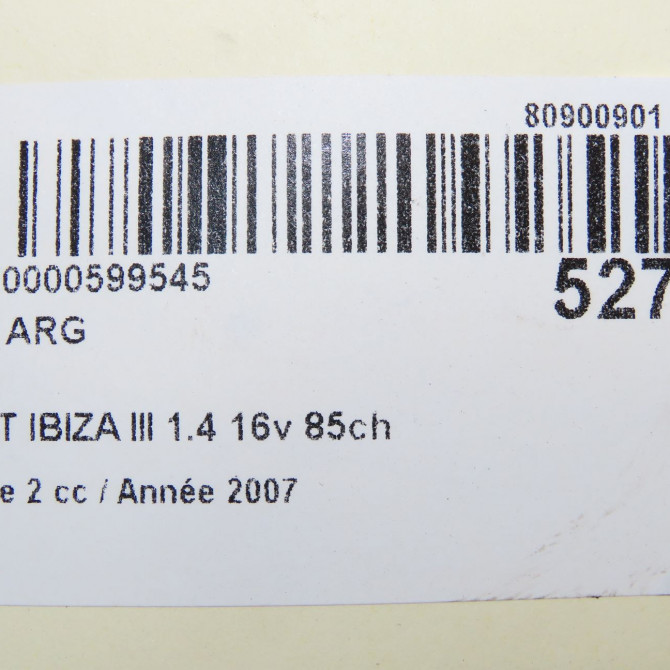 80900901
0000599545
527
ARG
T IBIZA III 1.4 16v 85ch
e 2 cc / Année 2007